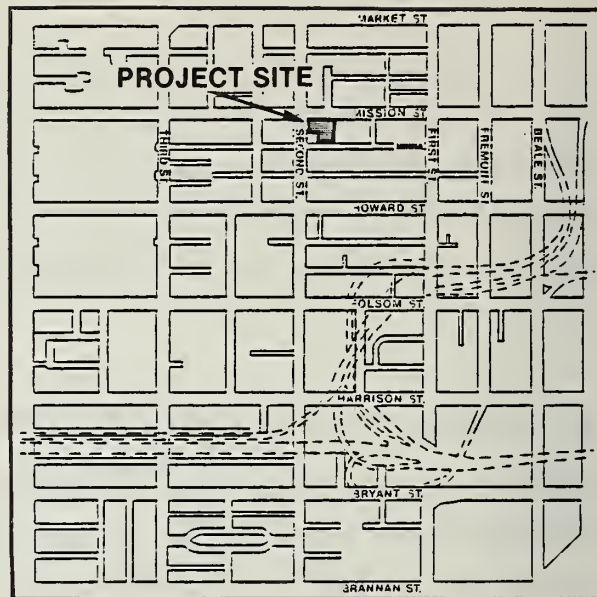 MARKET ST.
PROJECT SITE
MISSION ST.
THIRD ST.
SECOND ST.
FIRST ST.
FREMONT ST.
BEALE ST.
HOWARD ST
FOLSOM ST.
HARRISON ST.
BRYANT ST.
BRANNAN ST.